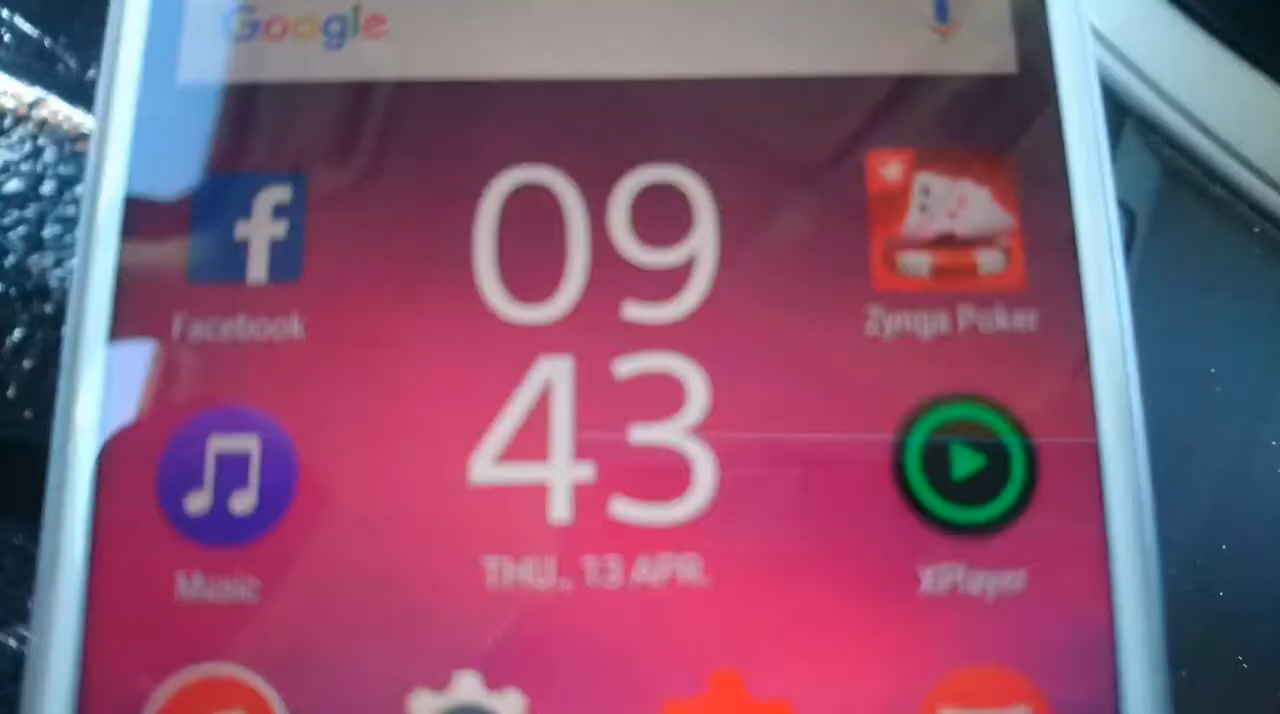 Google
09
43
THU., 13 APR.
Facebook
Zynga Poker
Music
XPlayer